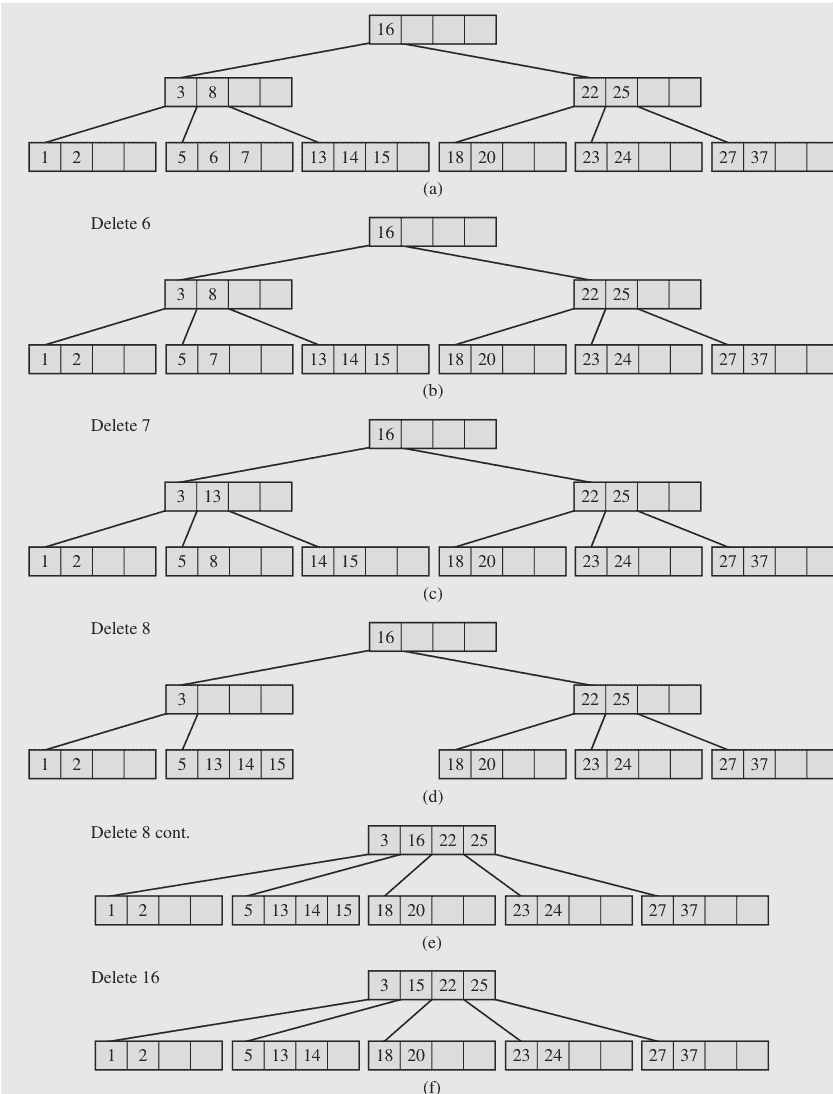 16
3 8 22 25
1 2 5 6 7 13 14 15 18 20 23 24 27 37
(a)
Delete 6
16
3 8 22 25
1 2 5 7 13 14 15 18 20 23 24 27 37
(b)
Delete 7
16
3 13 22 25
1 2 5 8 14 15 18 20 23 24 27 37
(c)
Delete 8
16
3 22 25
1 2 5 13 14 15 18 20 23 24 27 37
(d)
Delete 8 cont.
3 16 22 25
1 2 5 13 14 15 18 20 23 24 27 37
(e)
Delete 16
3 15 22 25
1 2 5 13 14 18 20 23 24 27 37
(f)